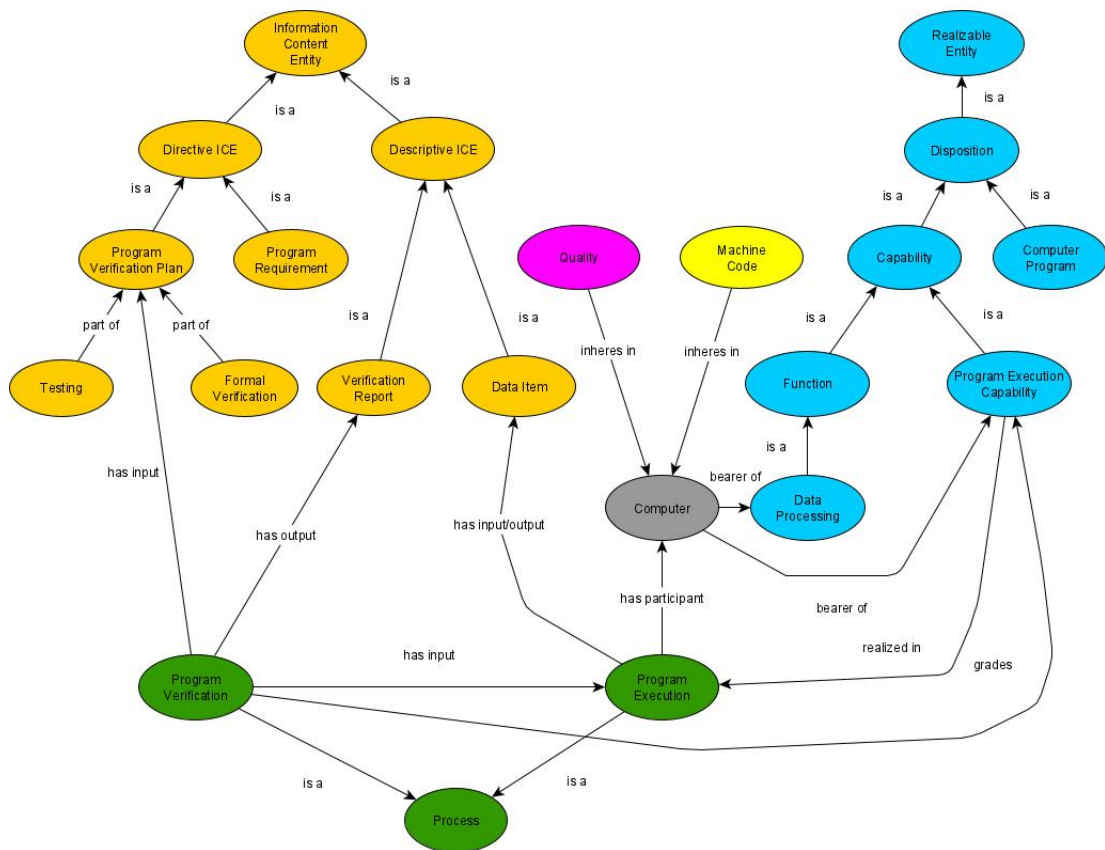 Information
Content
Entity
Realizable
Entity
is a
is a
is a
Directive ICE
Descriptive ICE
Disposition
is a
is a
is a
is a
Program
Verification Plan
Program
Requirement
Quality
Machine
Code
Capability
Computer
Program
part of
part of
is a
is a
is a
is a
inheres in
inheres in
Testing
Formal
Verification
Verification
Report
Data Item
Function
Program Execution
Capability
is a
has input
bearer of
Computer
Data
Processing
has output
has input/output
has participant
bearer of
realized in
grades
has input
Program
Verification
Program
Execution
is a
is a
Process